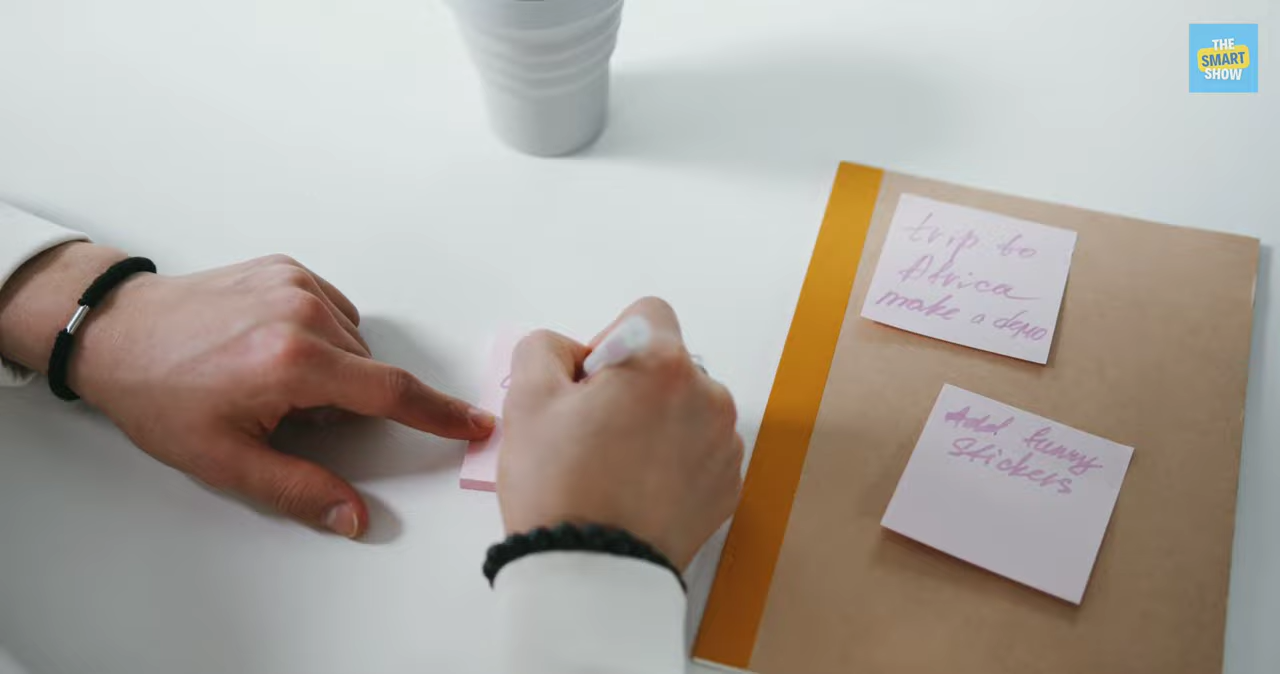 THE
SMART
SHOW
trip to
Africa
make a demo
Add funny
Stickers